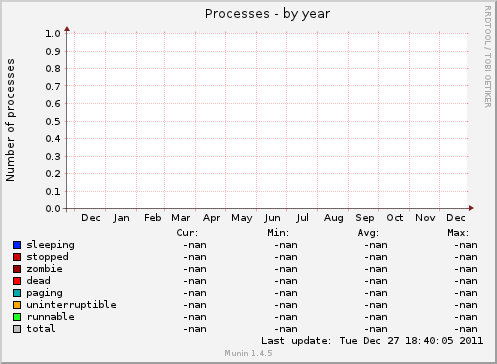 Processes - by year
RRDTOOL / TOBI OETIKER
Number of processes
1.0
0.9
0.8
0.7
0.6
0.5
0.4
0.3
0.2
0.1
0.0
Dec Jan Feb Mar Apr May Jun Jul Aug Sep Oct Nov Dec
Cur: Min: Avg: Max:
sleeping -nan -nan -nan -nan
stopped -nan -nan -nan -nan
zombie -nan -nan -nan -nan
dead -nan -nan -nan -nan
paging -nan -nan -nan -nan
uninterruptible -nan -nan -nan -nan
runnable -nan -nan -nan -nan
total -nan -nan -nan -nan
Last update: Tue Dec 27 18:40:05 2011
Munin 1.4.5